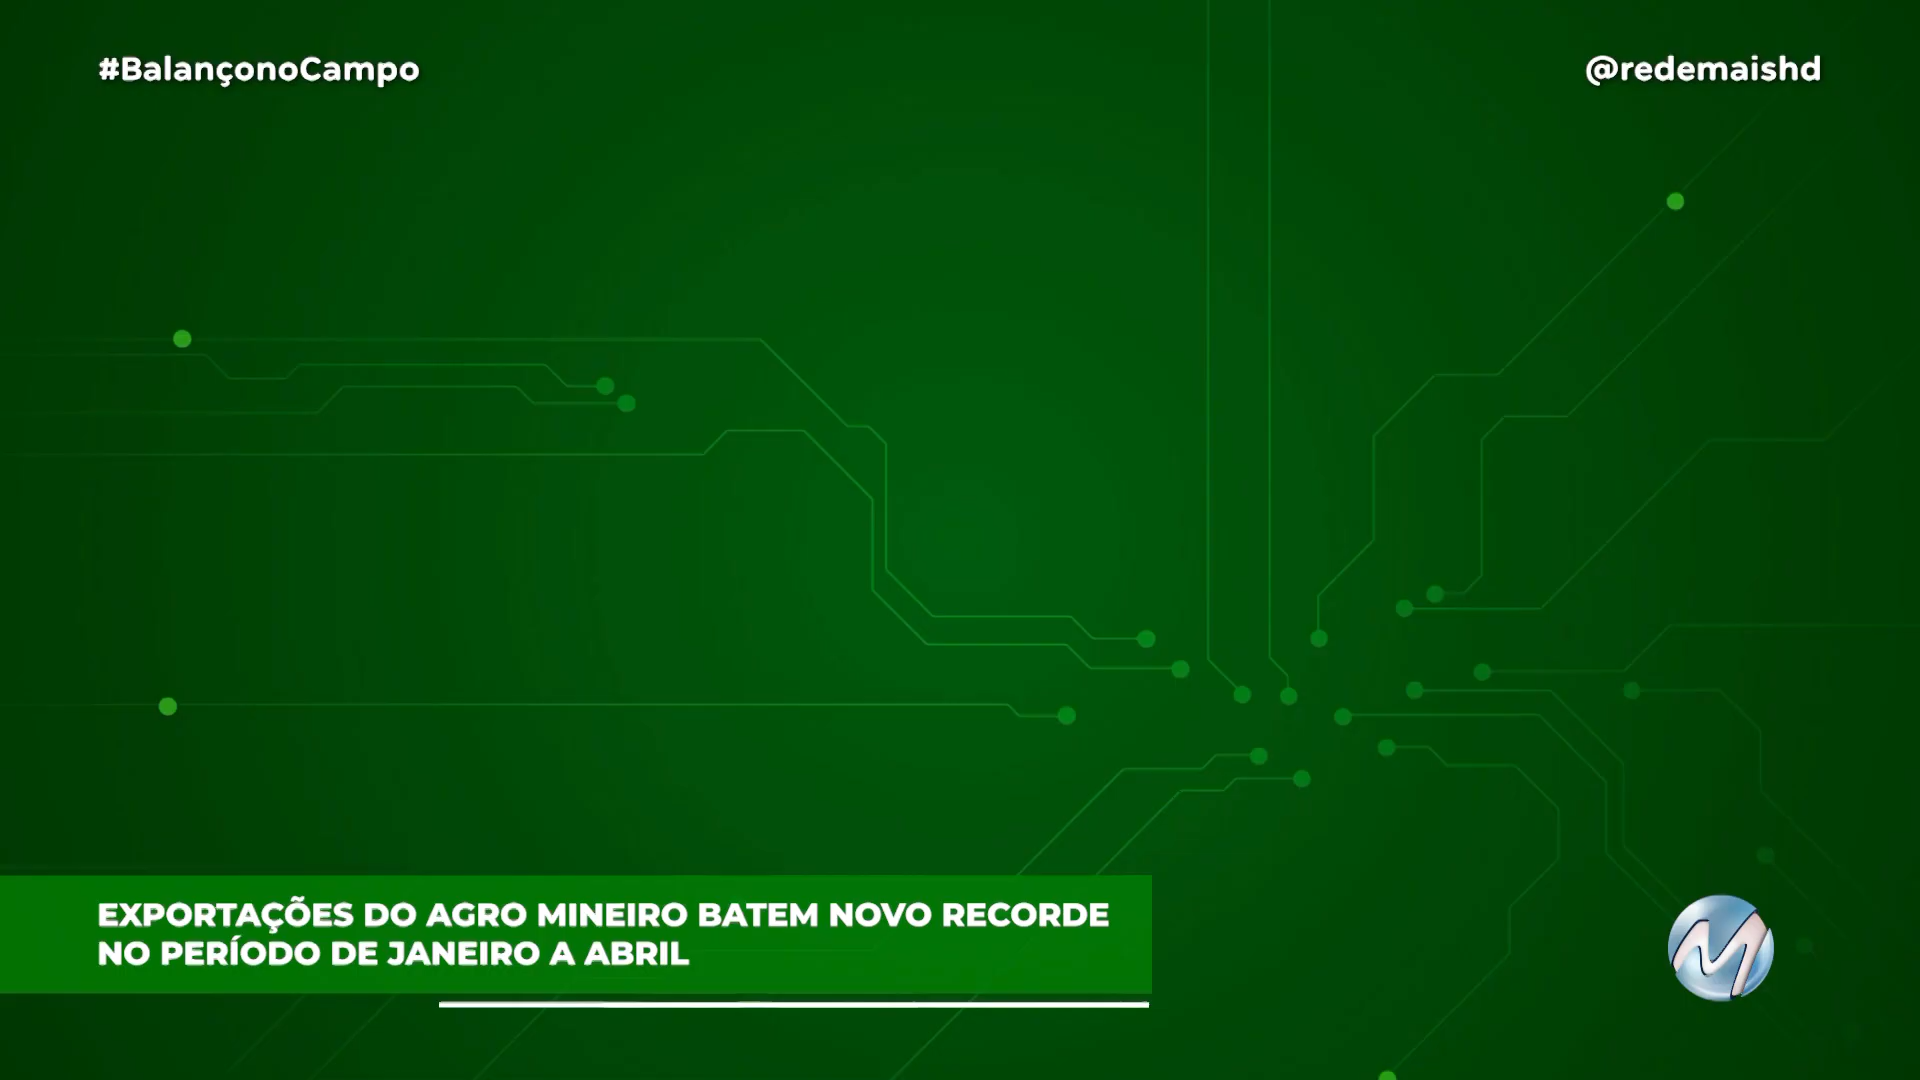 #BalançonoCampo
@redemaishd
EXPORTAÇÕES DO AGRO MINEIRO BATEM NOVO RECORDE
NO PERÍODO DE JANEIRO A ABRIL
M